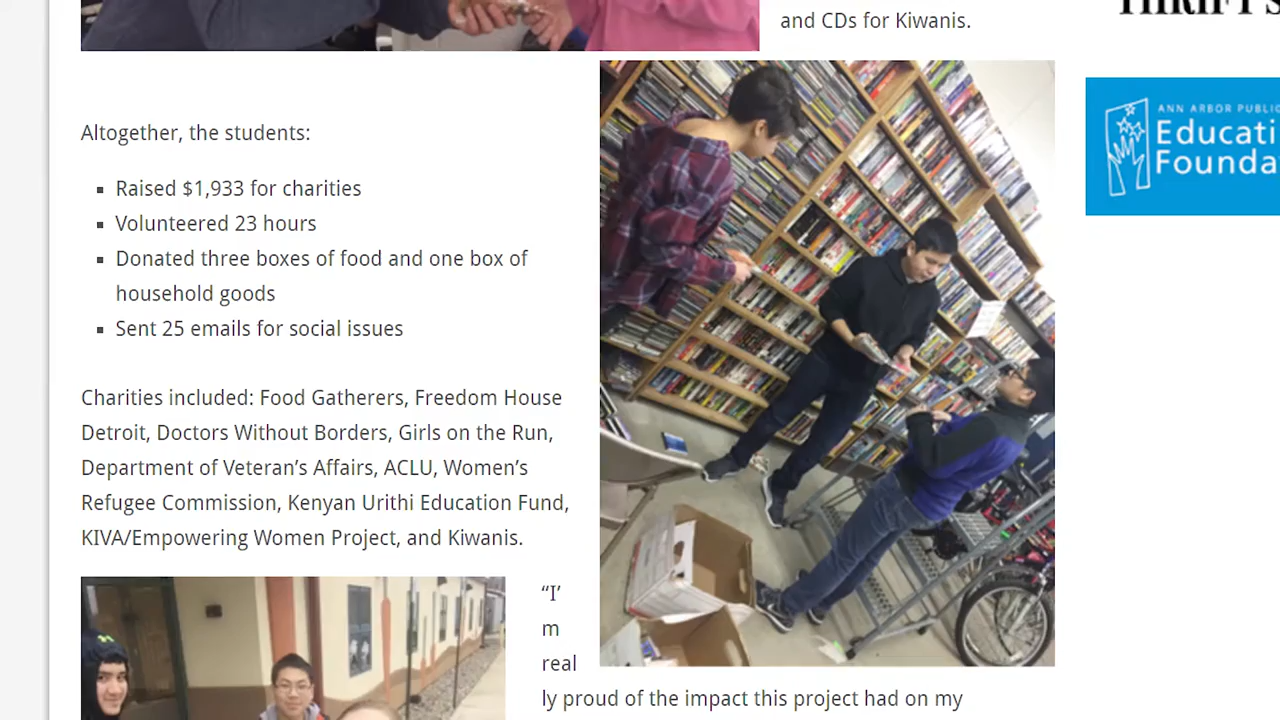 and CDs for Kiwanis.
Altogether, the students:
Raised $1,933 for charities
Volunteered 23 hours
Donated three boxes of food and one box of
household goods
Sent 25 emails for social issues
Charities included: Food Gatherers, Freedom House
Detroit, Doctors Without Borders, Girls on the Run,
Department of Veteran’s Affairs, ACLU, Women’s
Refugee Commission, Kenyan Urithi Education Fund,
KIVA/Empowering Women Project, and Kiwanis.
“I’
m
real
ly proud of the impact this project had on my
ANN ARBOR PUBLIC
Educati
Founda